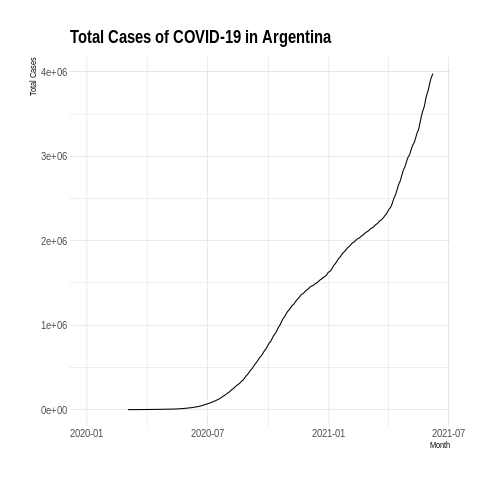 Total Cases of COVID-19 in Argentina
Total Cases
4e+06
3e+06
2e+06
1e+06
0e+00
2020-01 2020-07 2021-01 2021-07
Month